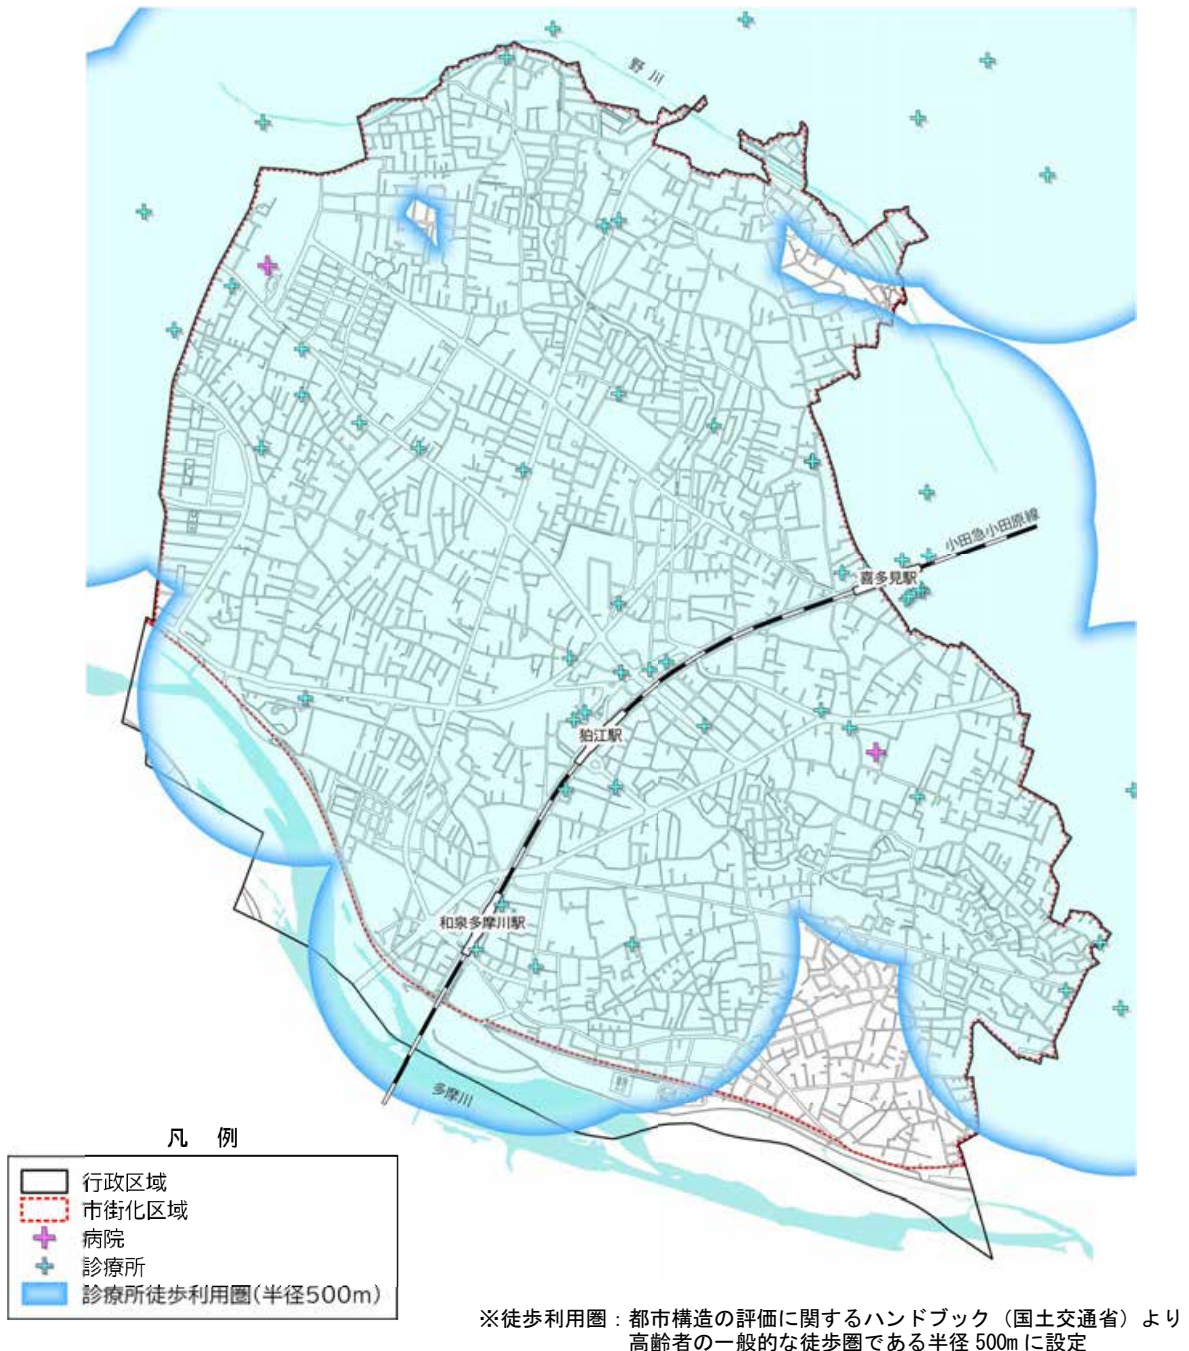 野川
小田急小田原線
喜多見駅
狛江駅
和泉多摩川駅
多摩川
凡 例
行政区域
市街化区域
病院
診療所
診療所徒歩利用圏(半径500m)
※徒歩利用圏：都市構造の評価に関するハンドブック（国土交通省）より
高齢者の一般的な徒歩圏である半径 500m に設定